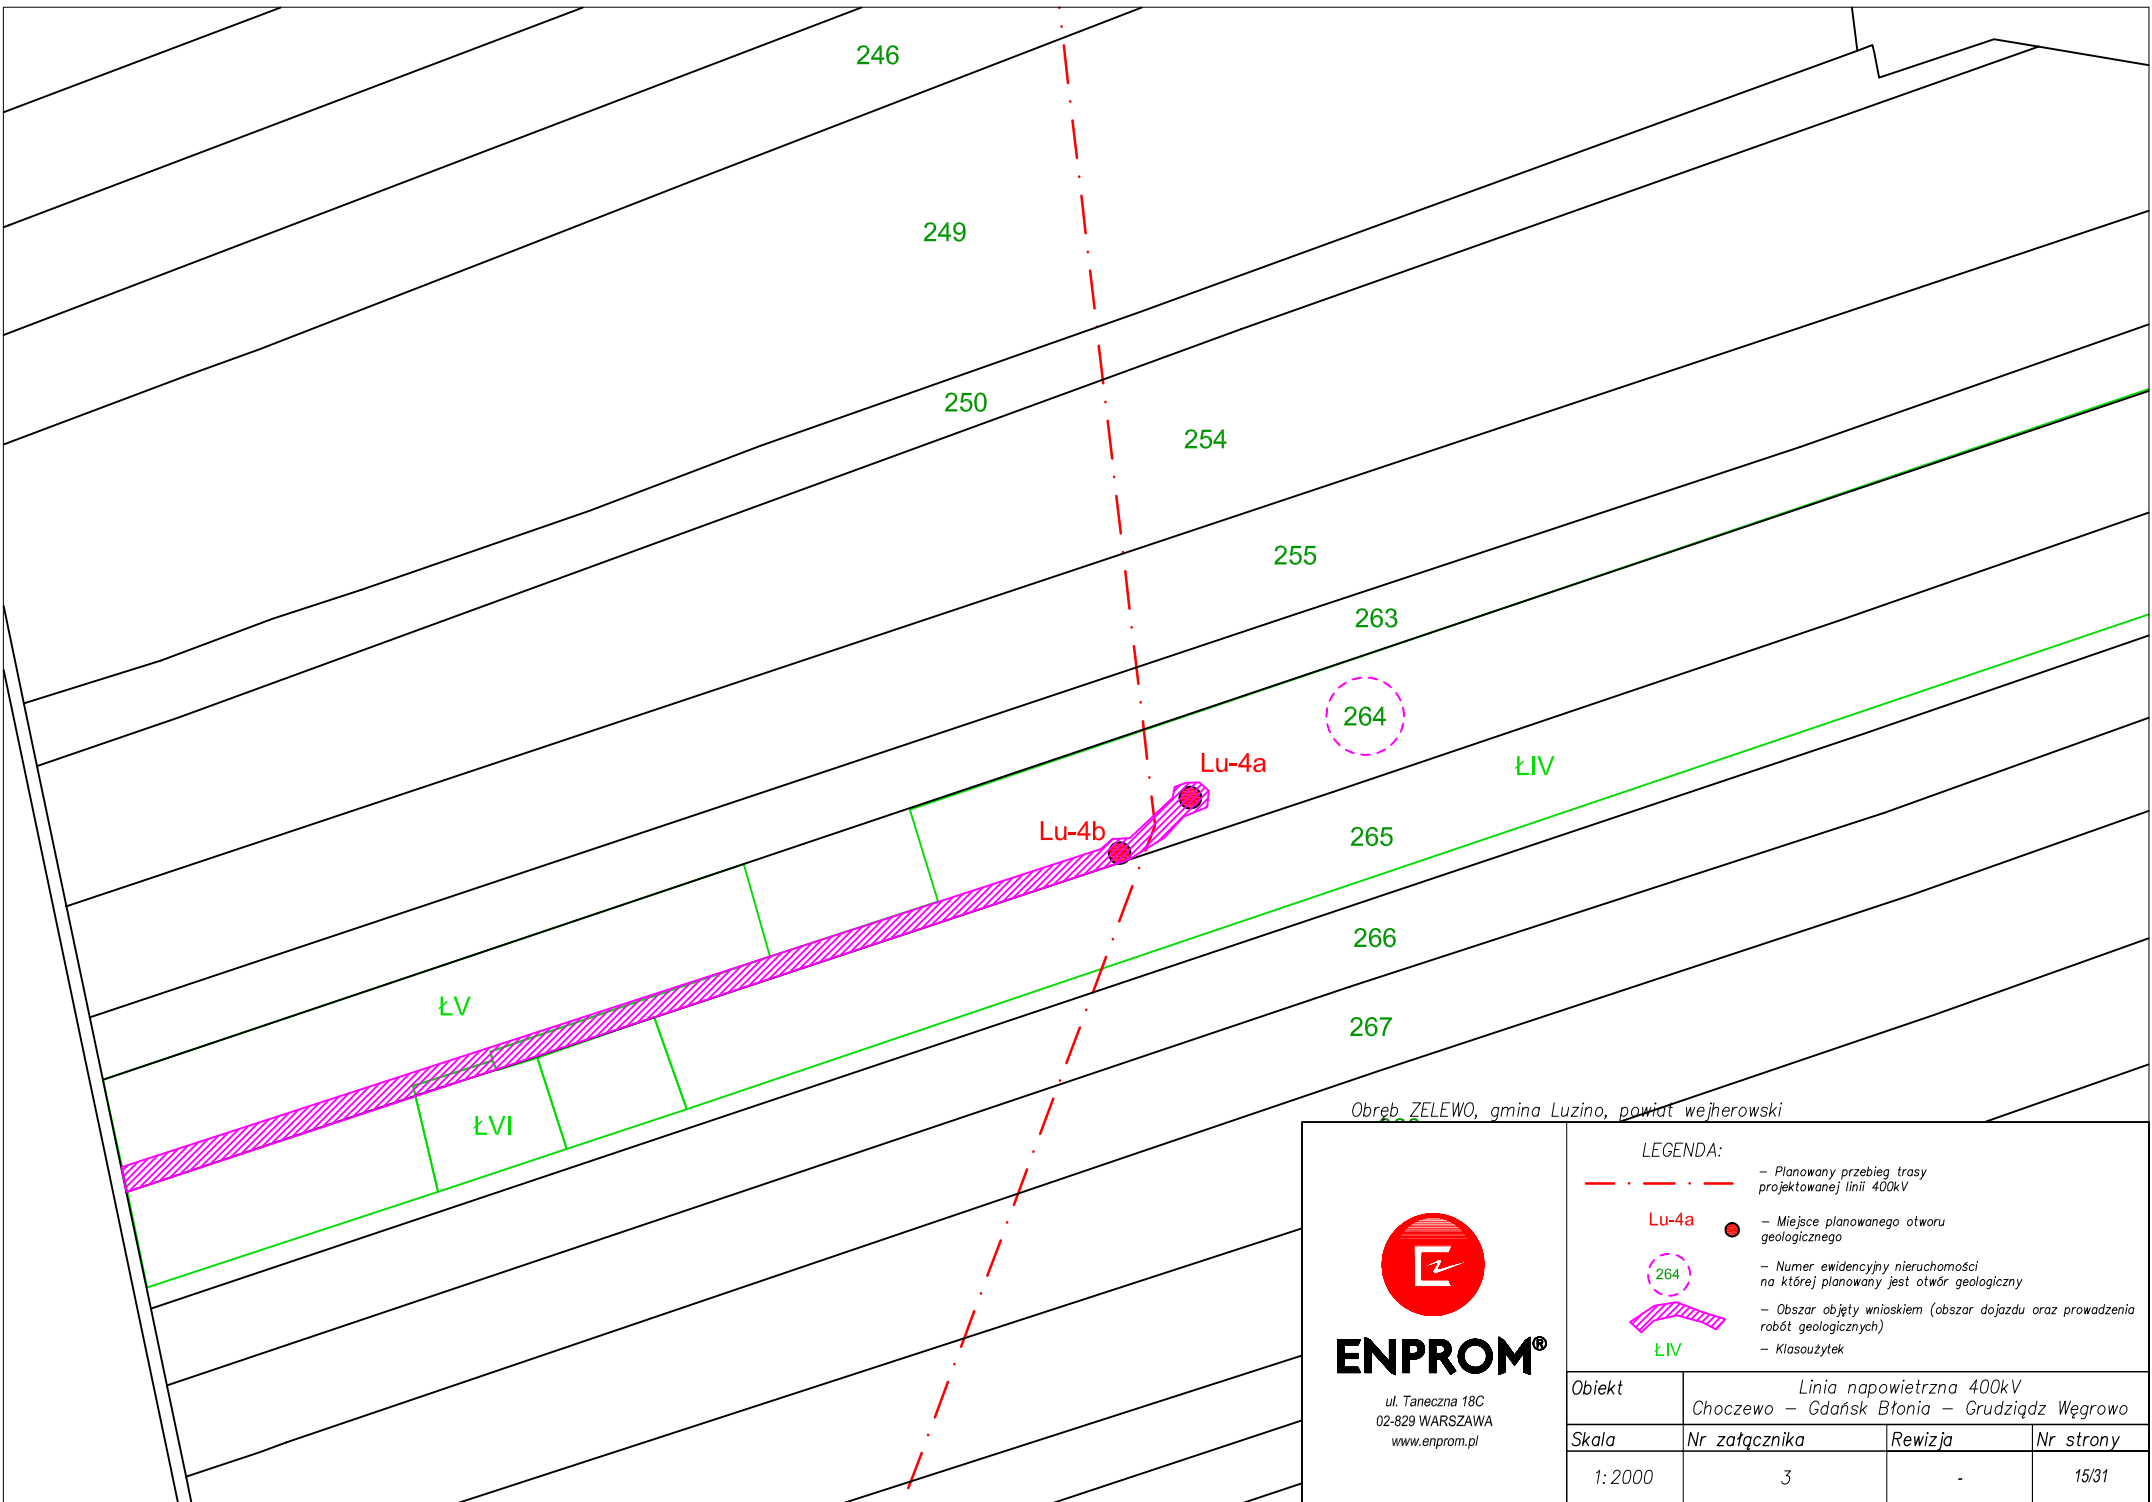 246
249
250
254
255
263
264
Lu-4a
ŁIV
Lu-4b
265
266
ŁV
267
ŁVI
Obręb ZELEWO, gmina Luzino, powiat wejherowski
LEGENDA:
– Planowany przebieg trasy
projektowanej linii 400kV
Lu-4a
– Miejsce planowanego otworu
geologicznego
264
– Numer ewidencyjny nieruchomości
na której planowany jest otwór geologiczny
– Obszar objęty wnioskiem (obszar dojazdu oraz prowadzenia
robót geologicznych)
ŁIV
– Klasoużytek
ENPROM®
ul. Taneczna 18C
02-829 WARSZAWA
www.enprom.pl
Obiekt
Linia napowietrzna 400kV
Choczewo – Gdańsk Błonia – Grudziądz Węgrowo
Skala
Nr załącznika
Rewizja
Nr strony
1:2000
3
-
15/31